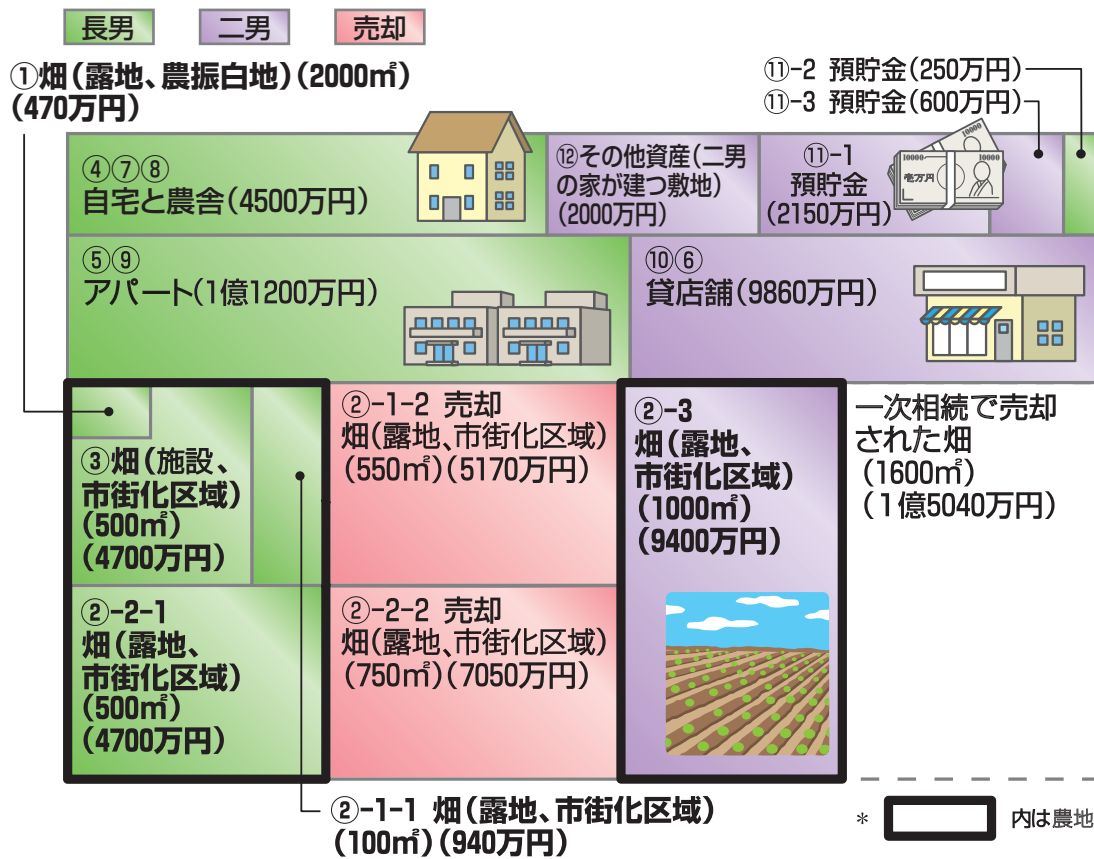 長男
二男
売却
①畑(露地、農振白地)(2000㎡)
(470万円)
⑪-2 預貯金(250万円)
⑪-3 預貯金(600万円)
④⑦⑧
自宅と農舎(4500万円)
⑫その他資産(二男
の家が建つ敷地)
(2000万円)
⑪-1
預貯金
(2150万円)
10000
10000
10000
壱万円
⑤⑨
アパート(1億1200万円)
⑩⑥
貸店舗(9860万円)
③畑(施設、
市街化区域)
(500㎡)
(4700万円)
②-1-2 売却
畑(露地、市街化区域)
(550㎡)(5170万円)
②-3
畑(露地、
市街化区域)
(1000㎡)
(9400万円)
一次相続で売却
された畑
(1600㎡)
(1億5040万円)
②-2-1
畑(露地、
市街化区域)
(500㎡)
(4700万円)
②-2-2 売却
畑(露地、市街化区域)
(750㎡)(7050万円)
②-1-1 畑(露地、市街化区域)
(100㎡)(940万円)
* 内は農地